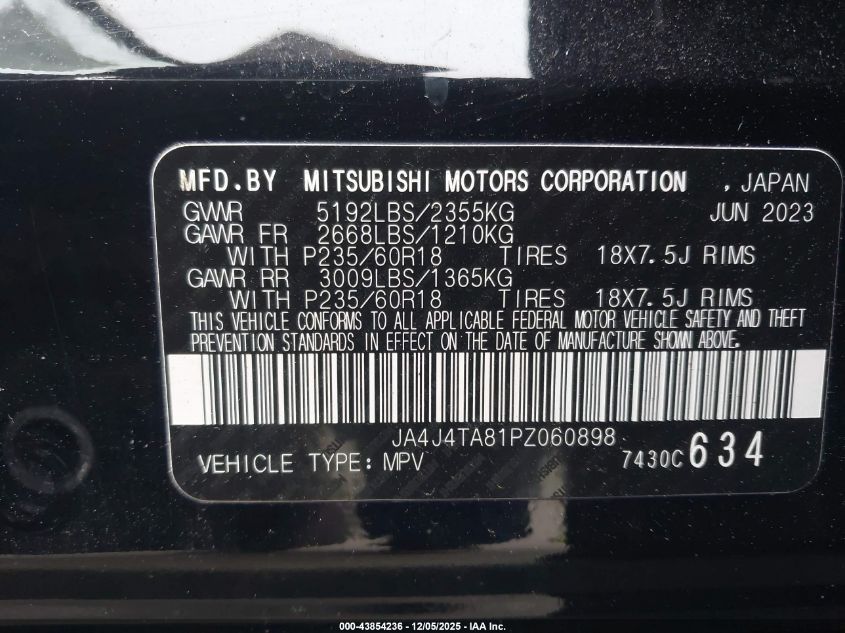 MFD.BY MITSUBISHI MOTORS CORPORATION , JAPAN
GVWR 5192LBS/2355KG JUN 2023
GAWR FR 2668LBS/1210KG
WITH P235/60R18 TIRES 18X7.5J RIMS
GAWR RR 3009LBS/1365KG
WITH P235/60R18 TIRES 18X7.5J RIMS
THIS VEHICLE CONFORMS TO ALL APPLICABLE FEDERAL MOTOR VEHICLE SAFETY AND THEFT
PREVENTION STANDARDS IN EFFECT ON THE DATE OF MANUFACTURE SHOWN ABOVE.
JA4J4TA81PZ060898
VEHICLE TYPE: MPV 7430C 634
000-43854236 - 12/05/2025 - IAA Inc.